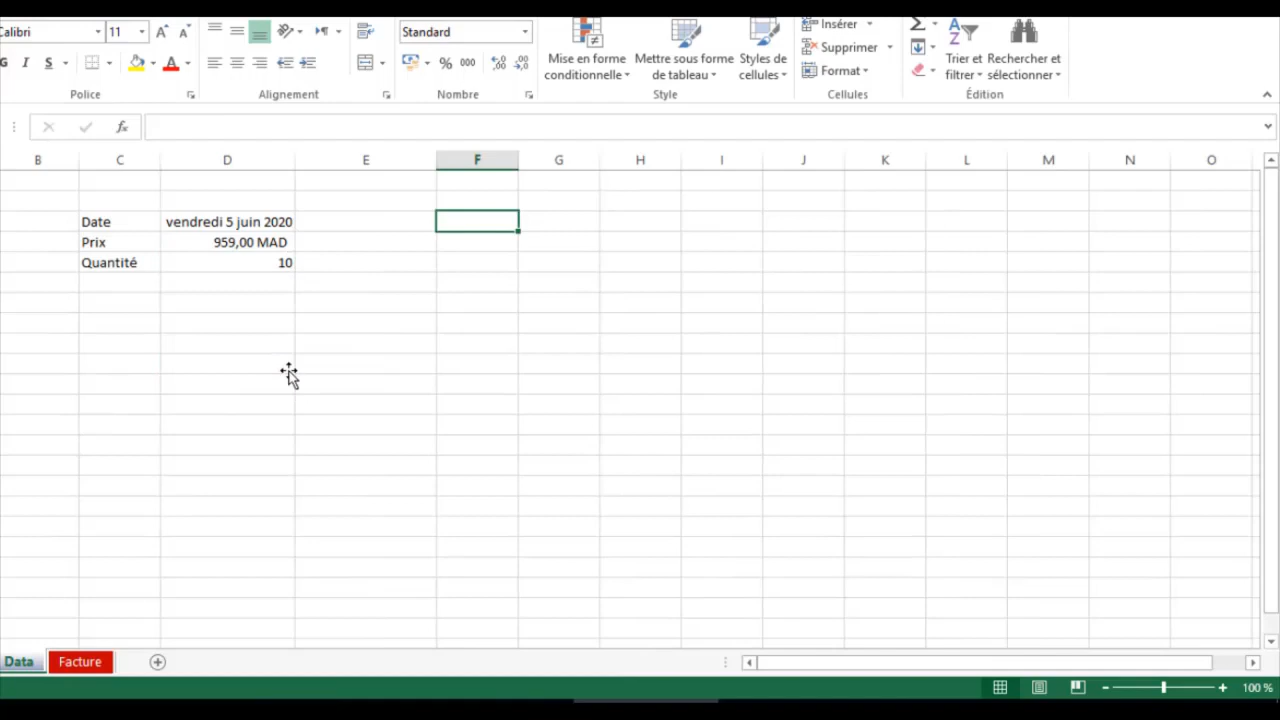 Calibri 11 Standard Insérer
Supprimer
Format
G I S % 000
Mise en forme conditionnelle
Mettre sous forme de tableau
Styles de cellules
Trier et filtrer
Rechercher et sélectionner
Police Alignement Nombre Style Cellules Édition
fx
B C D E F G H I J K L M N O
Date vendredi 5 juin 2020
Prix 959,00 MAD
Quantité 10
Data Facture
100 %